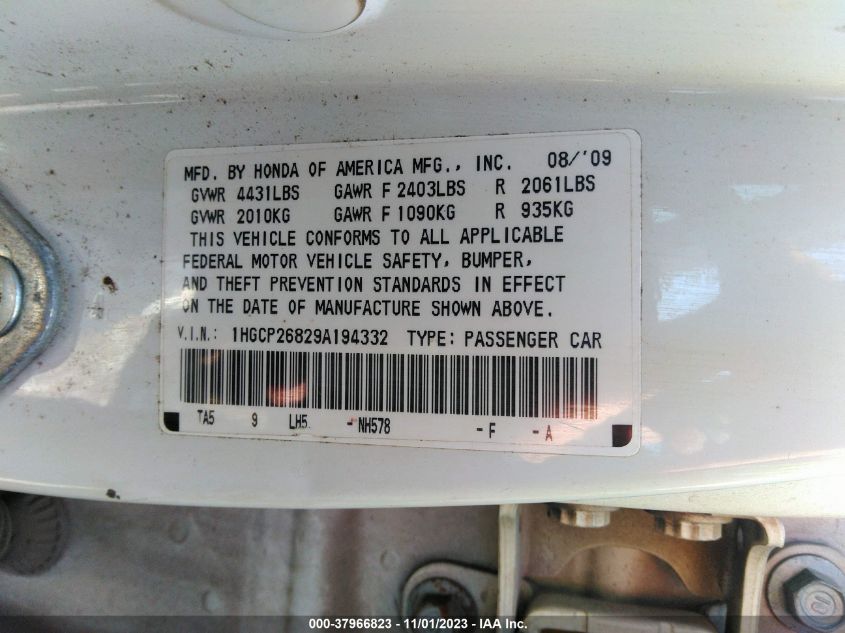 MFD. BY HONDA OF AMERICA MFG., INC. 08/'09
GVWR 4431LBS GAWR F 2403LBS R 2061LBS
GVWR 2010KG GAWR F 1090KG R 935KG
THIS VEHICLE CONFORMS TO ALL APPLICABLE
FEDERAL MOTOR VEHICLE SAFETY, BUMPER,
AND THEFT PREVENTION STANDARDS IN EFFECT
ON THE DATE OF MANUFACTURE SHOWN ABOVE.
V.I.N.: 1HGCP26829A194332 TYPE: PASSENGER CAR
TA5 9 LH5 -NH578 -F -A
000-37966823 - 11/01/2023 - IAA Inc.